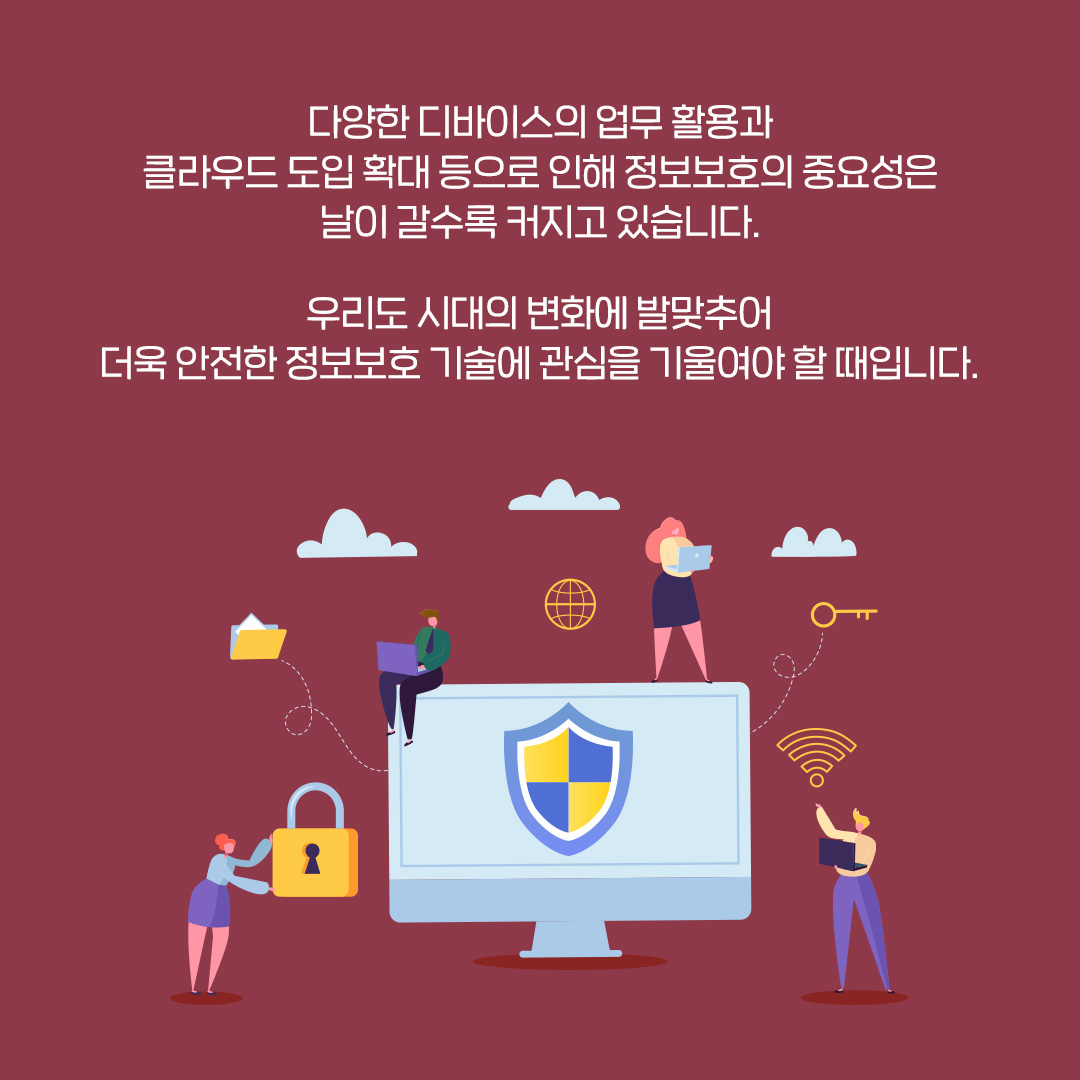 다양한 디바이스의 업무 활용과
클라우드 도입 확대 등으로 인해 정보보호의 중요성은
날이 갈수록 커지고 있습니다.
우리도 시대의 변화에 발맞추어
더욱 안전한 정보보호 기술에 관심을 기울여야 할 때입니다.